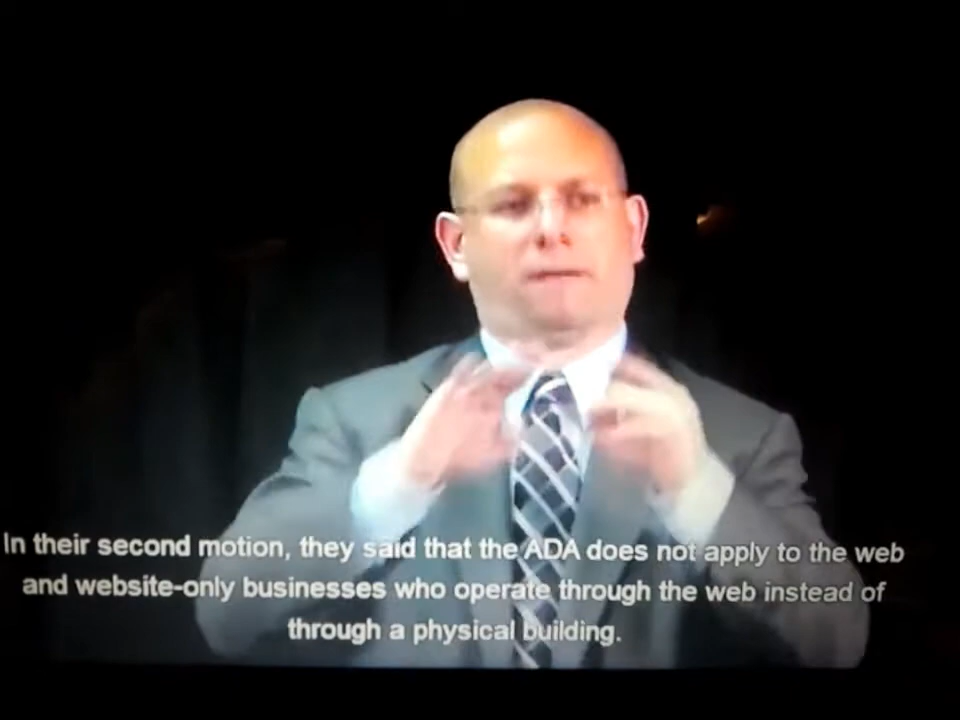 In their second motion, they said that the ADA does not apply to the web
and website-only businesses who operate through the web instead of
through a physical building.